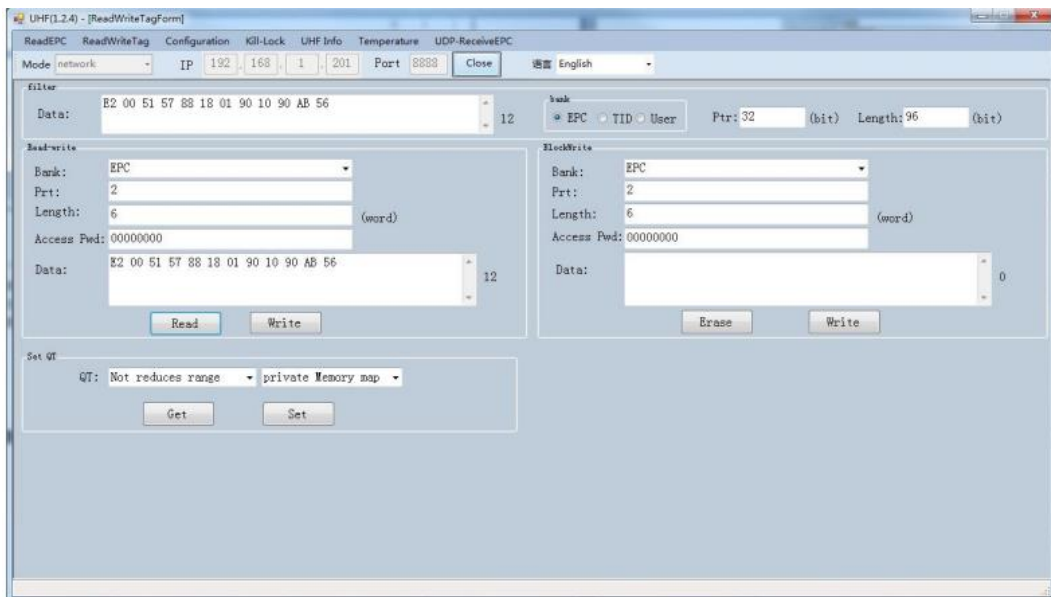 UHF(1.2.4) - [ReadWriteTagForm]
ReadEPC ReadWriteTag Configuration Kill-Lock UHF Info Temperature UDP-ReceiveEPC
Mode network IP 192 . 168 . 1 . 201 Port 8888 Close 语言 English
filter
Data: E2 00 51 57 88 18 01 90 10 90 AB 56 12
bank
EPC TID User Ptr: 32 (bit) Length: 96 (bit)
Read-write
Bank: EPC
Prt: 2
Length: 6 (word)
Access Pwd: 00000000
Data: E2 00 51 57 88 18 01 90 10 90 AB 56 12
Read Write
BlockWrite
Bank: EPC
Prt: 2
Length: 6 (word)
Access Pwd: 00000000
Data: 0
Erase Write
Set QT
QT: Not reduces range private Memory map
Get Set